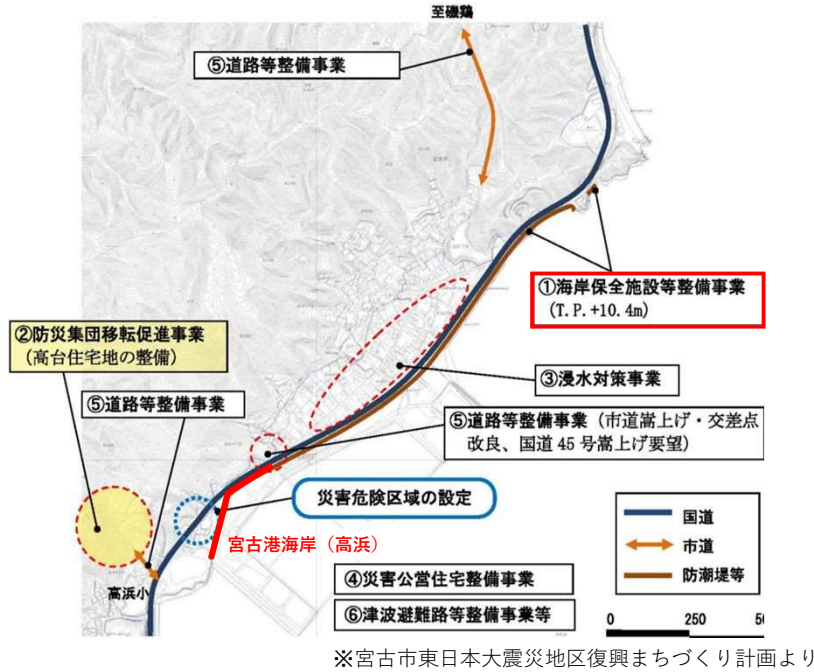 至磯鶏
⑤道路等整備事業
①海岸保全施設等整備事業
(T.P.+10.4m)
②防災集団移転促進事業
(高台住宅地の整備)
③浸水対策事業
⑤道路等整備事業
⑤道路等整備事業(市道嵩上げ・交差点
改良、国道45号嵩上げ要望)
災害危険区域の設定
宮古港海岸(高浜)
高浜小
④災害公営住宅整備事業
⑥津波避難路等整備事業等
国道
市道
防潮堤等
0 250
※宮古市東日本大震災地区復興まちづくり計画より